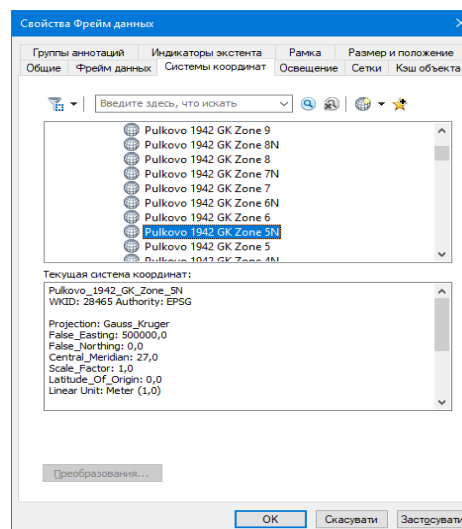 Свойства Фрейм данных
Группы аннотаций Индикаторы экстента Рамка Размер и положение
Общие Фрейм данных Системы координат Освещение Сетки Кэш объекта
Введите здесь, что искать
Pulkovo 1942 GK Zone 9
Pulkovo 1942 GK Zone 8N
Pulkovo 1942 GK Zone 8
Pulkovo 1942 GK Zone 7N
Pulkovo 1942 GK Zone 7
Pulkovo 1942 GK Zone 6N
Pulkovo 1942 GK Zone 6
Pulkovo 1942 GK Zone 5N
Pulkovo 1942 GK Zone 5
Pulkovo 1942 GK Zone 4N
Текущая система координат:
Pulkovo_1942_GK_Zone_5N
WKID: 28465 Authority: EPSG
Projection: Gauss_Kruger
False_Easting: 500000,0
False_Northing: 0,0
Central_Meridian: 27,0
Scale_Factor: 1,0
Latitude_Of_Origin: 0,0
Linear Unit: Meter (1,0)
Преобразования...
OK Скасувати Застосувати